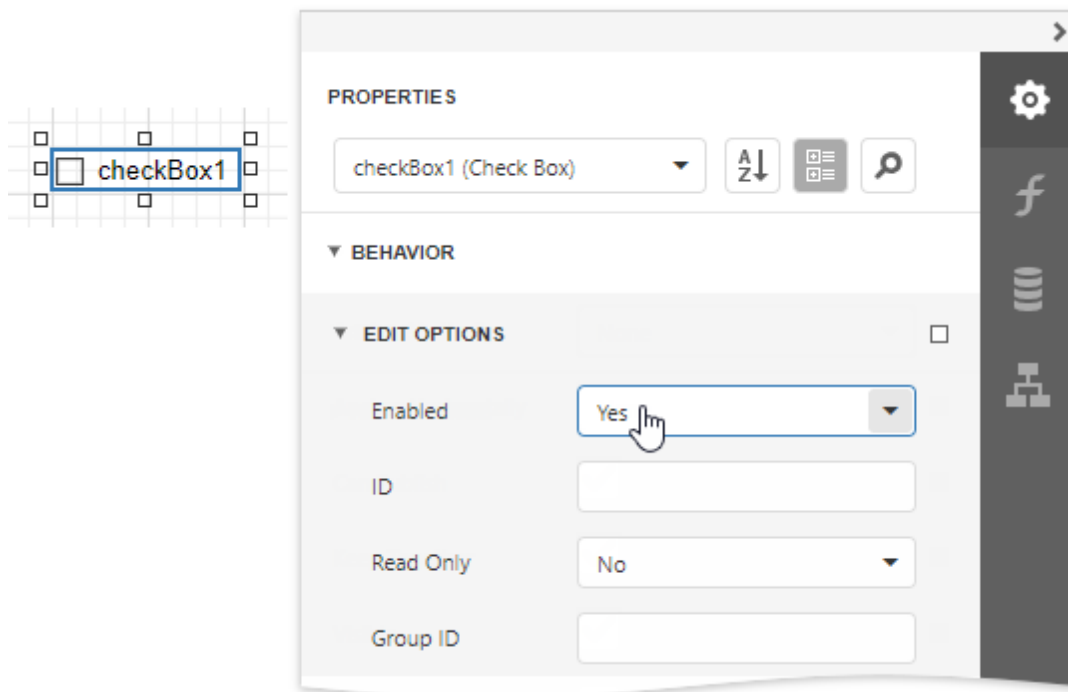 checkBox1
PROPERTIES
checkBox1 (Check Box)
A
Z
BEHAVIOR
EDIT OPTIONS
Enabled
Yes
ID
Read Only
No
Group ID